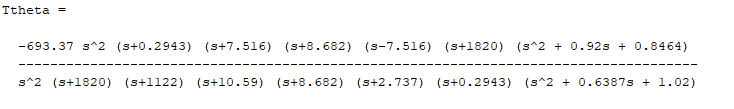 Ttheta =
-693.37 s^2 (s+0.2943) (s+7.516) (s+8.682) (s-7.516) (s+1820) (s^2 + 0.92s + 0.8464)
-------------------------------------------------------------------------------------
s^2 (s+1820) (s+1122) (s+10.59) (s+8.682) (s+2.737) (s+0.2943) (s^2 + 0.6387s + 1.02)